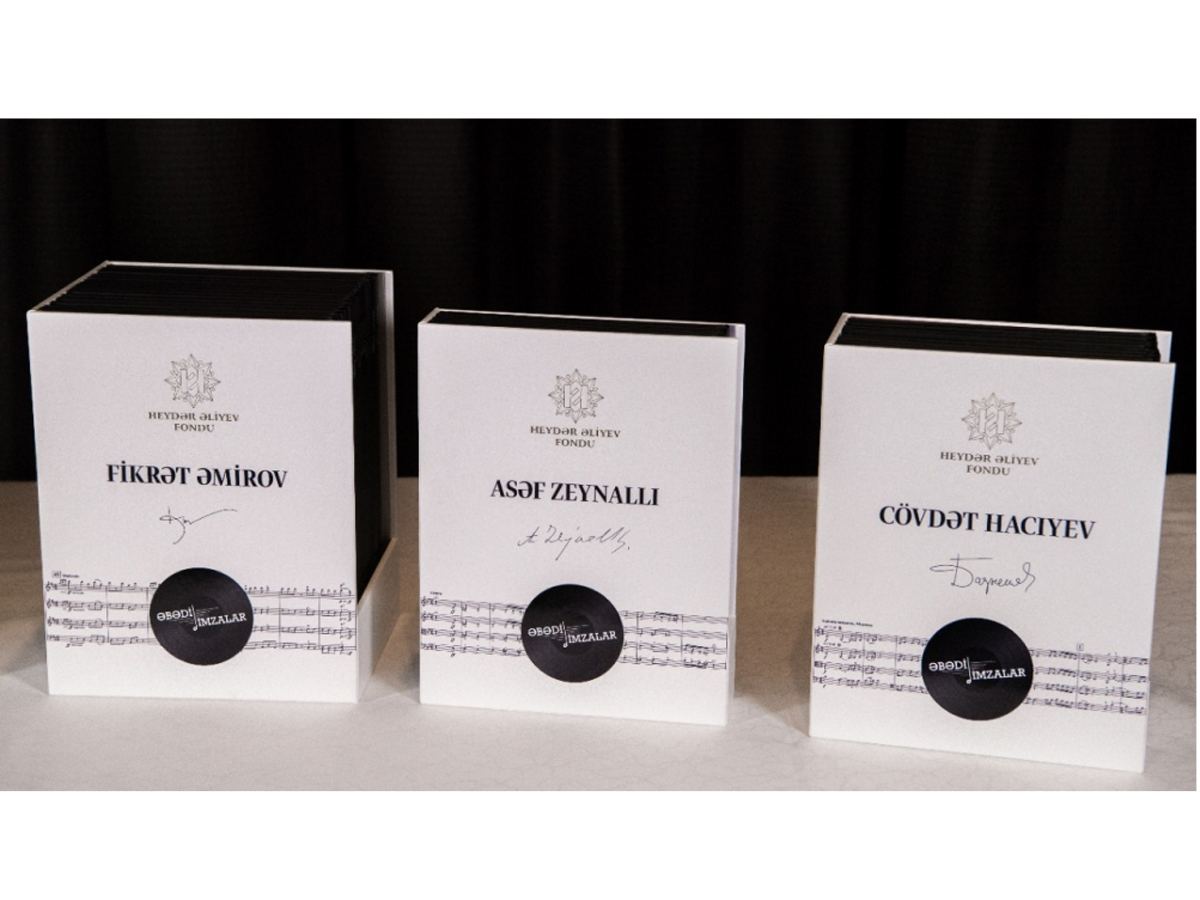 HEYDƏR ƏLİYEV
FONDU
FİKRƏT ƏMİROV
ƏBƏDİ
İMZALAR
HEYDƏR ƏLİYEV
FONDU
ASƏF ZEYNALLI
ƏBƏDİ
İMZALAR
HEYDƏR ƏLİYEV
FONDU
CÖVDƏT HACIYEV
ƏBƏDİ
İMZALAR